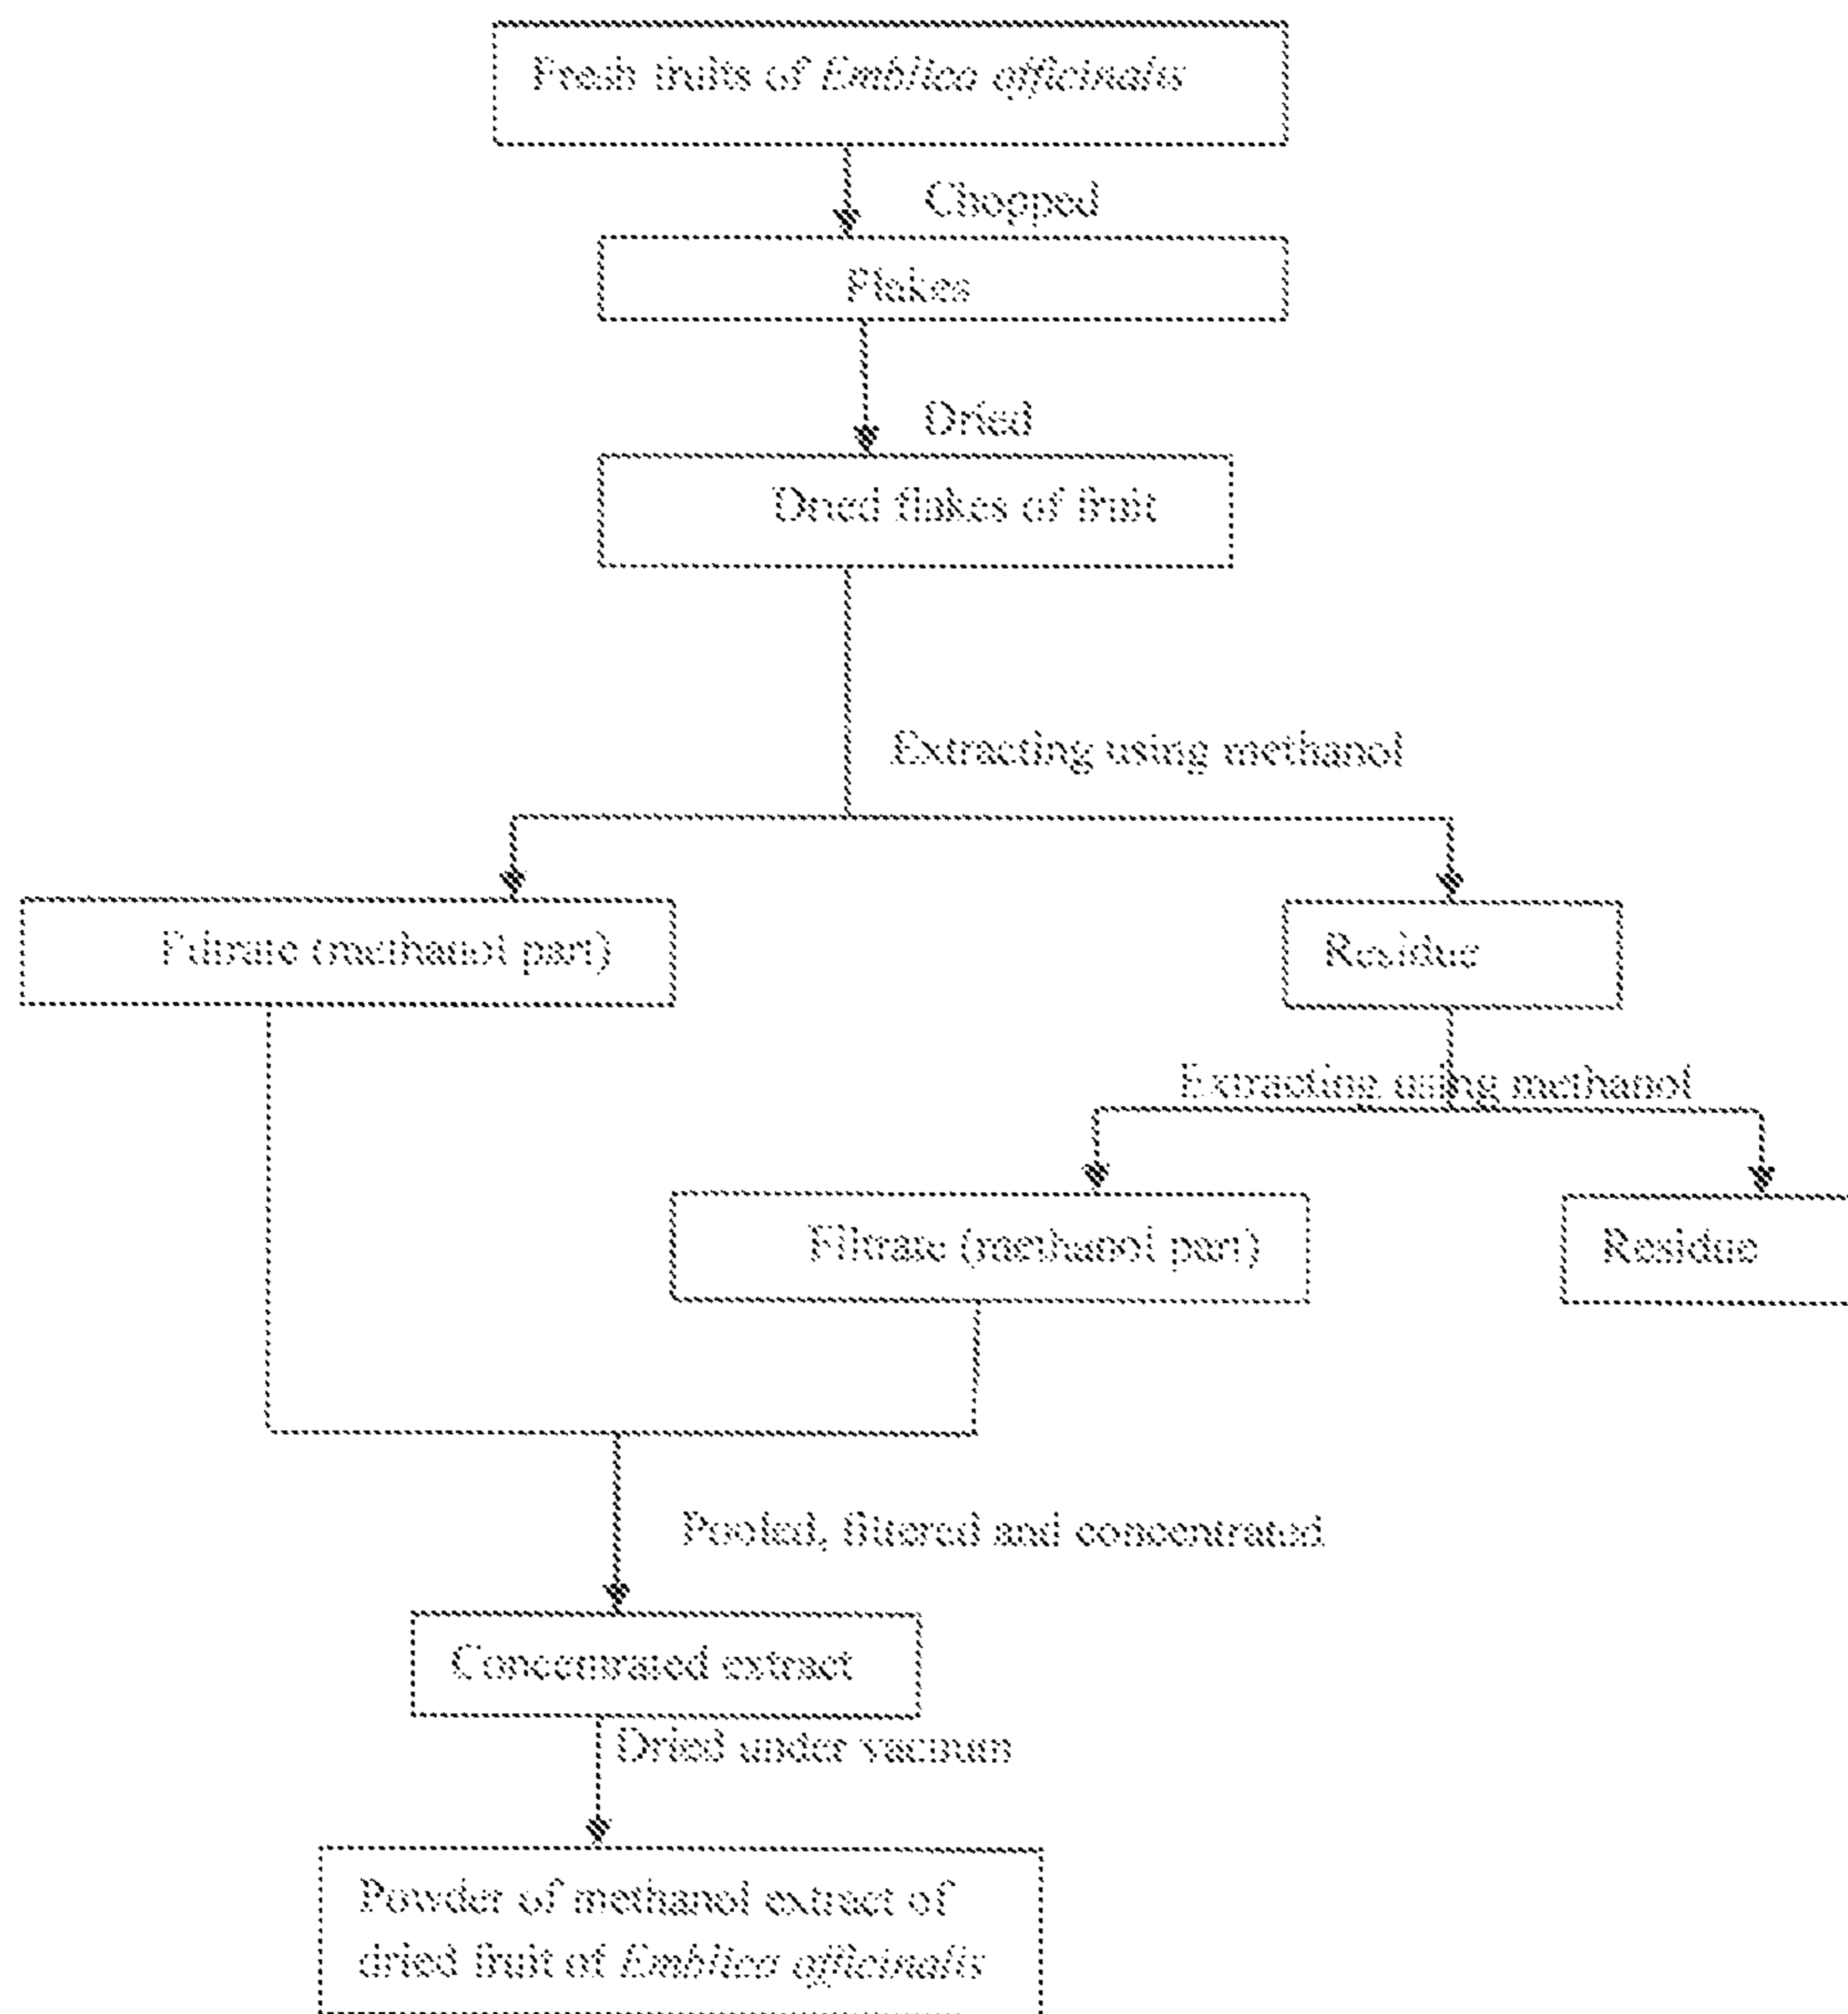 Fresh fruits of Emblica officinalis
Chopped
Flakes
Dried
Dried flakes of fruit
Extracting using methanol
Filtrate (methanol part)
Residue
Extracting using methanol
Filtrate (methanol part)
Residue
Pooled, filtered and concentrated
Concentrated extract
Dried under vacuum
Powder of methanol extract of
dried fruit of Emblica officinalis